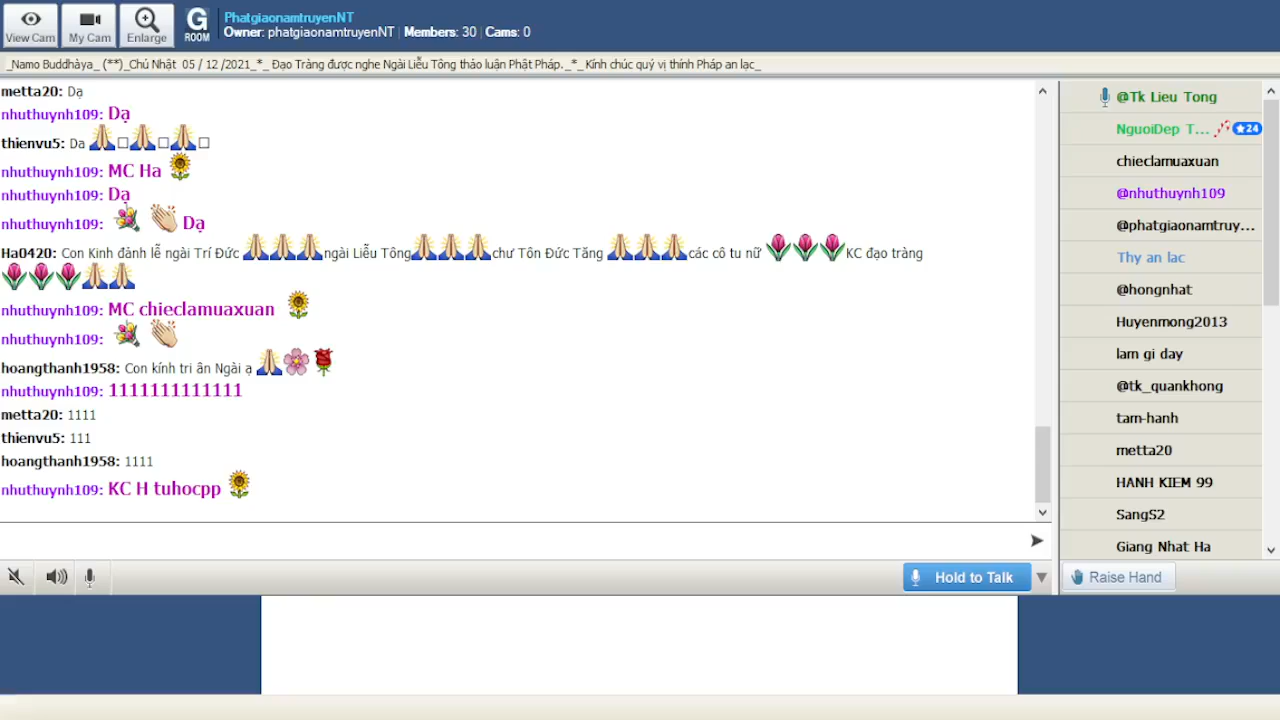 View Cam
My Cam
Enlarge
G
ROOM
PhatgiaonamtruyenNT
Owner: phatgiaonamtruyenNT | Members: 30 | Cams: 0
_Namo Buddhàya_ (**)_Chủ Nhật 05 / 12 /2021_*_ Đạo Tràng được nghe Ngài Liễu Tông thảo luận Phật Pháp. _*_ Kính chúc quý vị thính Pháp an lạc_
metta20: Dạ
nhuthuynh109: Dạ
thienvu5: Da
nhuthuynh109: MC Ha
nhuthuynh109: Dạ
nhuthuynh109: Dạ
Ha0420: Con Kinh đảnh lễ ngài Trí Đức ngài Liễu Tông chư Tôn Đức Tăng các cô tu nữ KC đạo tràng
nhuthuynh109: MC chieclamuaxuan
nhuthuynh109:
hoangthanh1958: Con kính tri ân Ngài ạ
nhuthuynh109: 1111111111111
metta20: 1111
thienvu5: 111
hoangthanh1958: 1111
nhuthuynh109: KC H tuhocpp
Hold to Talk
@Tk Lieu Tong
NguoiDep T... 24
chieclamuaxuan
@nhuthuynh109
@phatgiaonamtruy...
Thy an lac
@hongnhat
Huyenmong2013
lam gi day
@tk_quankhong
tam-hanh
metta20
HANH KIEM 99
SangS2
Giang Nhat Ha
Raise Hand